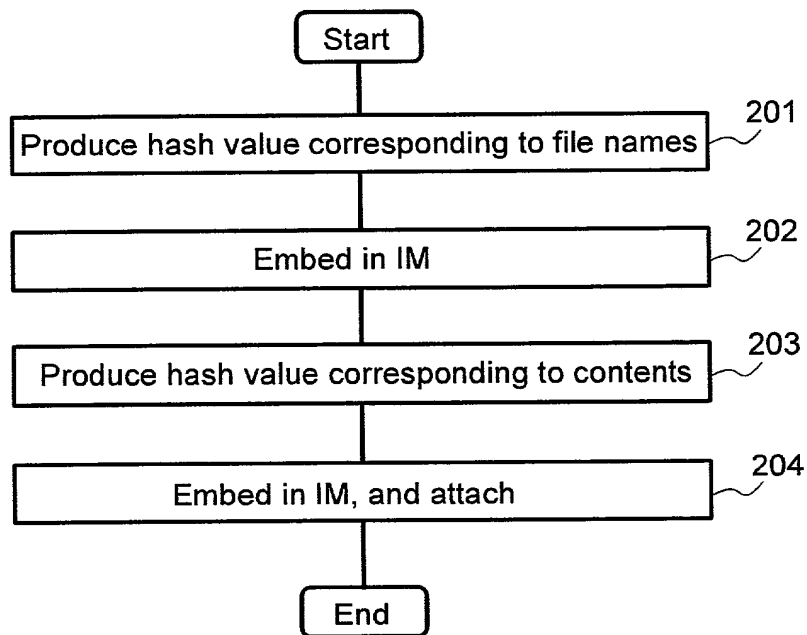 Start
201
Produce hash value corresponding to file names
202
Embed in IM
203
Produce hash value corresponding to contents
204
Embed in IM, and attach
End